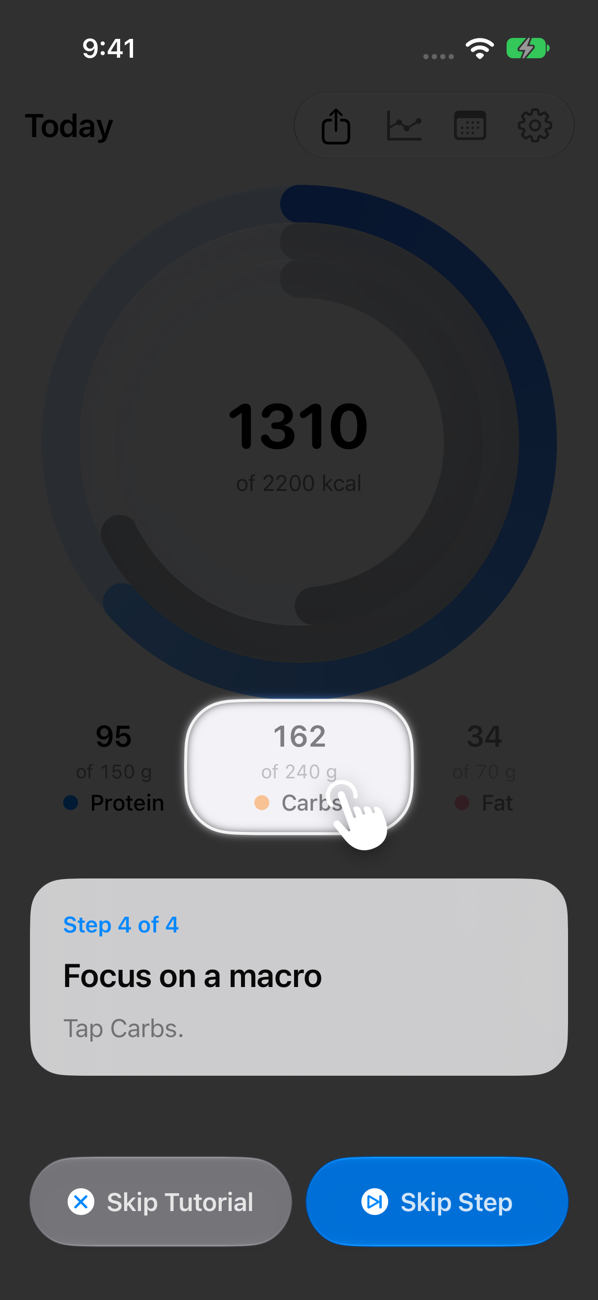 9:41
Today
1310
of 2200 kcal
95
of 150 g
Protein
162
of 240 g
Carbs
34
of 70 g
Fat
Step 4 of 4
Focus on a macro
Tap Carbs.
Skip Tutorial
Skip Step